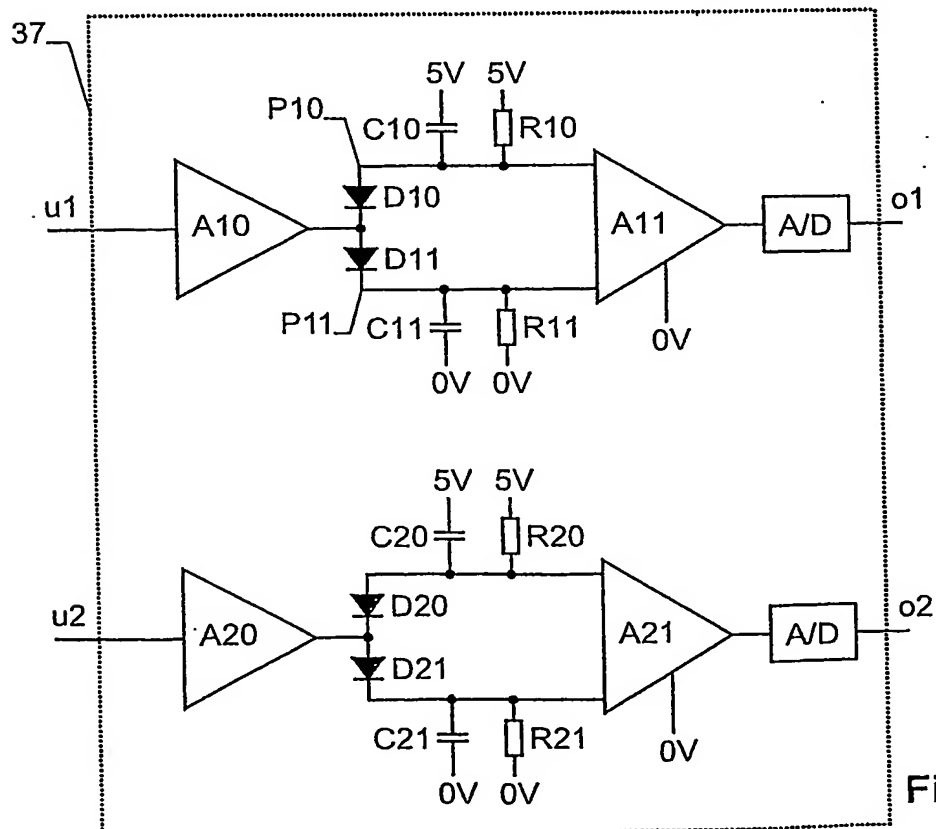 37
5V 5V
P10 C10 R10
D10
u1 A10 A11 A/D o1
D11
P11 C11 R11 0V
0V 0V
5V 5V
C20 R20
D20
u2 A20 A21 A/D o2
D21
C21 R21 0V
0V 0V
Fi